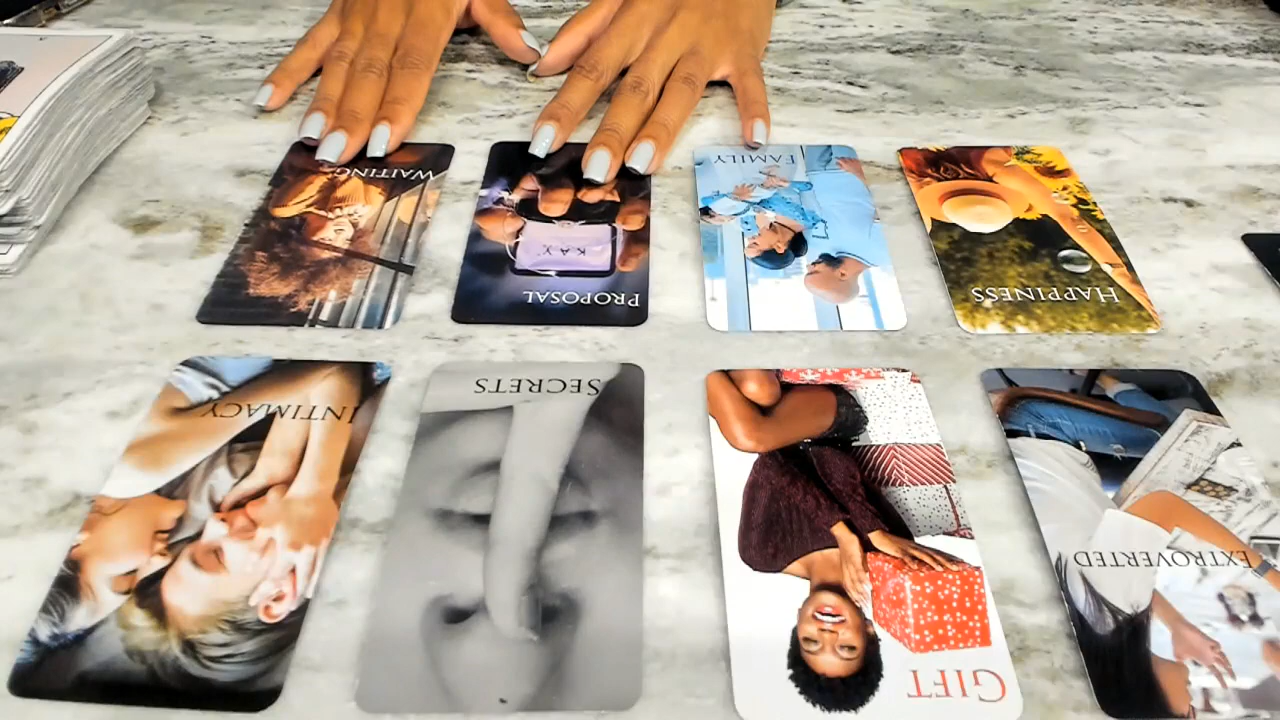 WAITING
PROPOSAL
KAY
FAMILY
HAPPINESS
INTIMACY
SECRETS
GIFT
EXTROVERTED